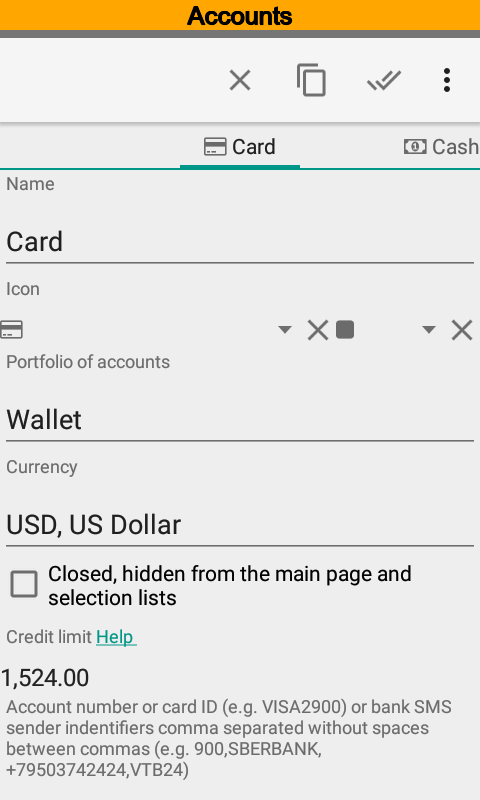 Accounts
Card
Cash
Name
Card
Icon
Portfolio of accounts
Wallet
Currency
USD, US Dollar
Closed, hidden from the main page and
selection lists
Credit limit Help
1,524.00
Account number or card ID (e.g. VISA2900) or bank SMS
sender indentifiers comma separated without spaces
between commas (e.g. 900,SBERBANK,
+79503742424,VTB24)